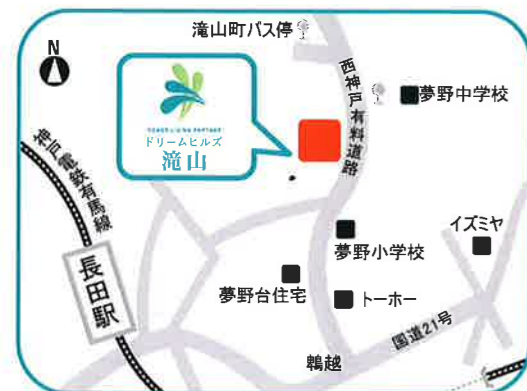 滝山町バス停
N
西神戸有料道路
夢野中学校
ドリームヒルズ
滝山
神戸電鉄有馬線
イズミヤ
夢野小学校
長田駅
夢野台住宅
トーホー
国道21号
鵯越